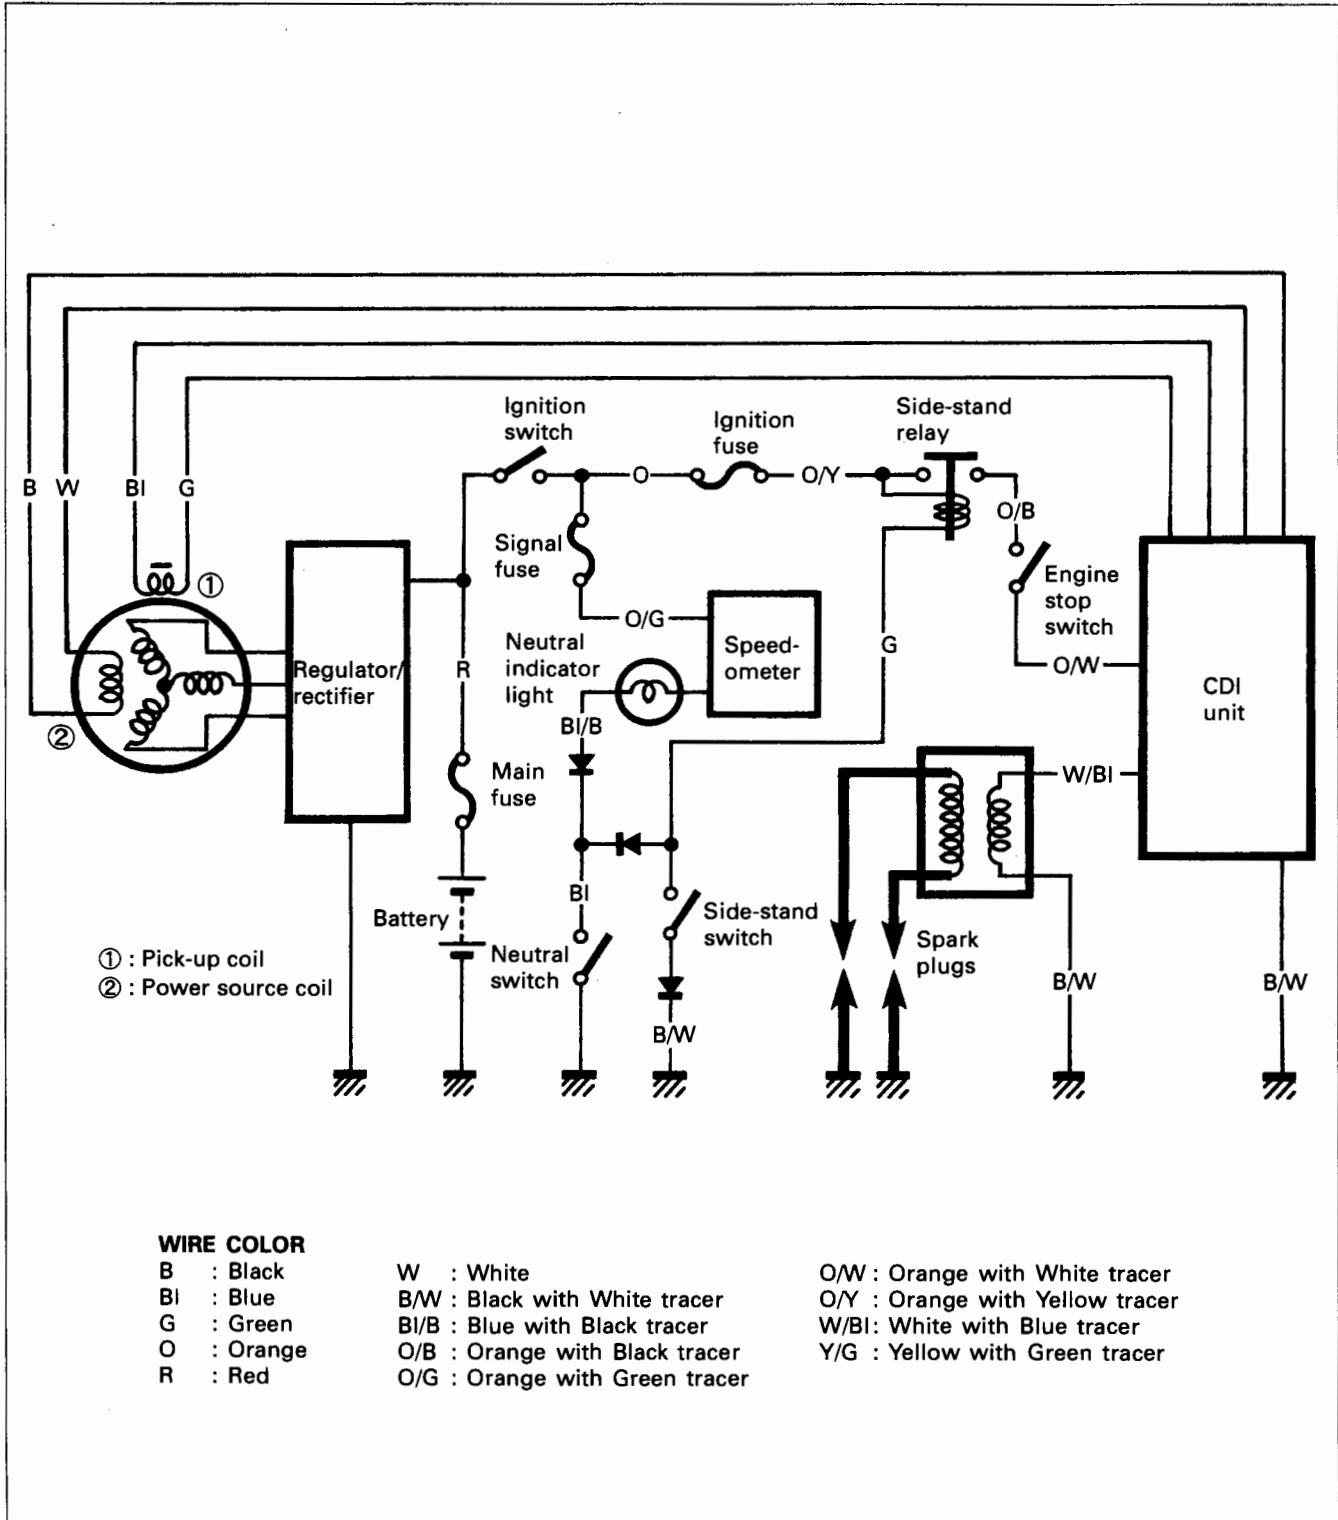 Ignition
switch
Ignition
fuse
Side-stand
relay
B
W
Bl
G
O
O/Y
O/B
①
Signal
fuse
Engine
stop
switch
O/G
Speed-
ometer
Neutral
indicator
light
Regulator/
rectifier
R
G
O/W
CDI
unit
②
Bl/B
Main
fuse
W/Bl
Battery
Bl
Side-stand
switch
Neutral
switch
Spark
plugs
① : Pick-up coil
② : Power source coil
B/W
B/W
B/W
WIRE COLOR
B : Black
Bl : Blue
G : Green
O : Orange
R : Red
W : White
B/W : Black with White tracer
Bl/B : Blue with Black tracer
O/B : Orange with Black tracer
O/G : Orange with Green tracer
O/W : Orange with White tracer
O/Y : Orange with Yellow tracer
W/Bl : White with Blue tracer
Y/G : Yellow with Green tracer